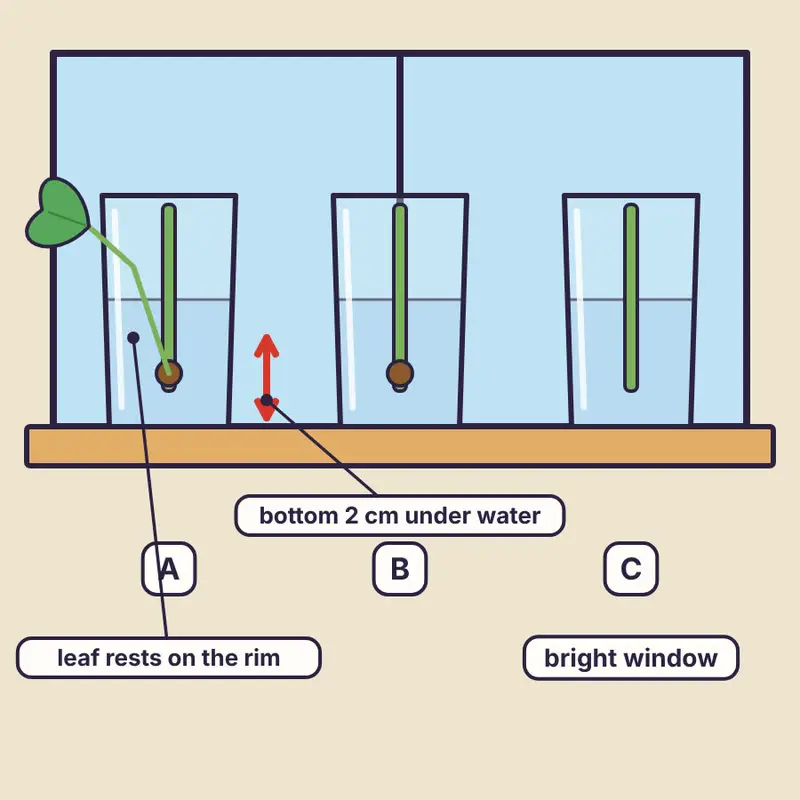 bottom 2 cm under water
A
B
C
leaf rests on the rim
bright window